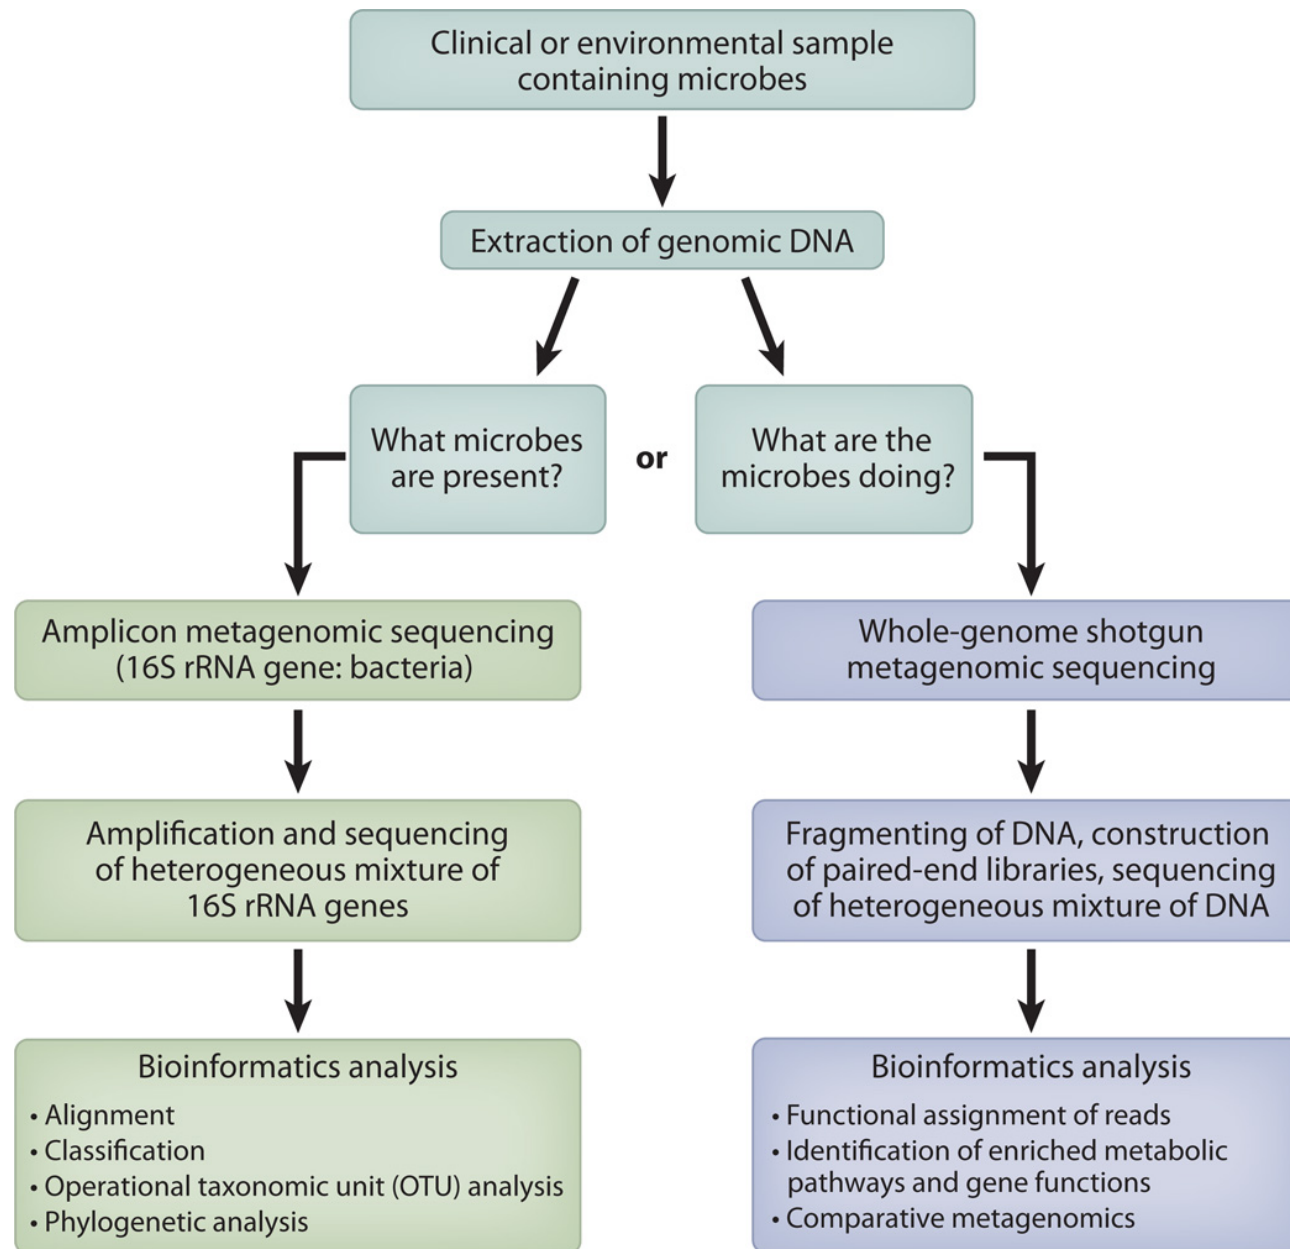 Clinical or environmental sample
containing microbes
Extraction of genomic DNA
What microbes
are present?
or
What are the
microbes doing?
Amplicon metagenomic sequencing
(16S rRNA gene: bacteria)
Whole-genome shotgun
metagenomic sequencing
Amplification and sequencing
of heterogeneous mixture of
16S rRNA genes
Fragmenting of DNA, construction
of paired-end libraries, sequencing
of heterogeneous mixture of DNA
Bioinformatics analysis
• Alignment
• Classification
• Operational taxonomic unit (OTU) analysis
• Phylogenetic analysis
Bioinformatics analysis
• Functional assignment of reads
• Identification of enriched metabolic
pathways and gene functions
• Comparative metagenomics